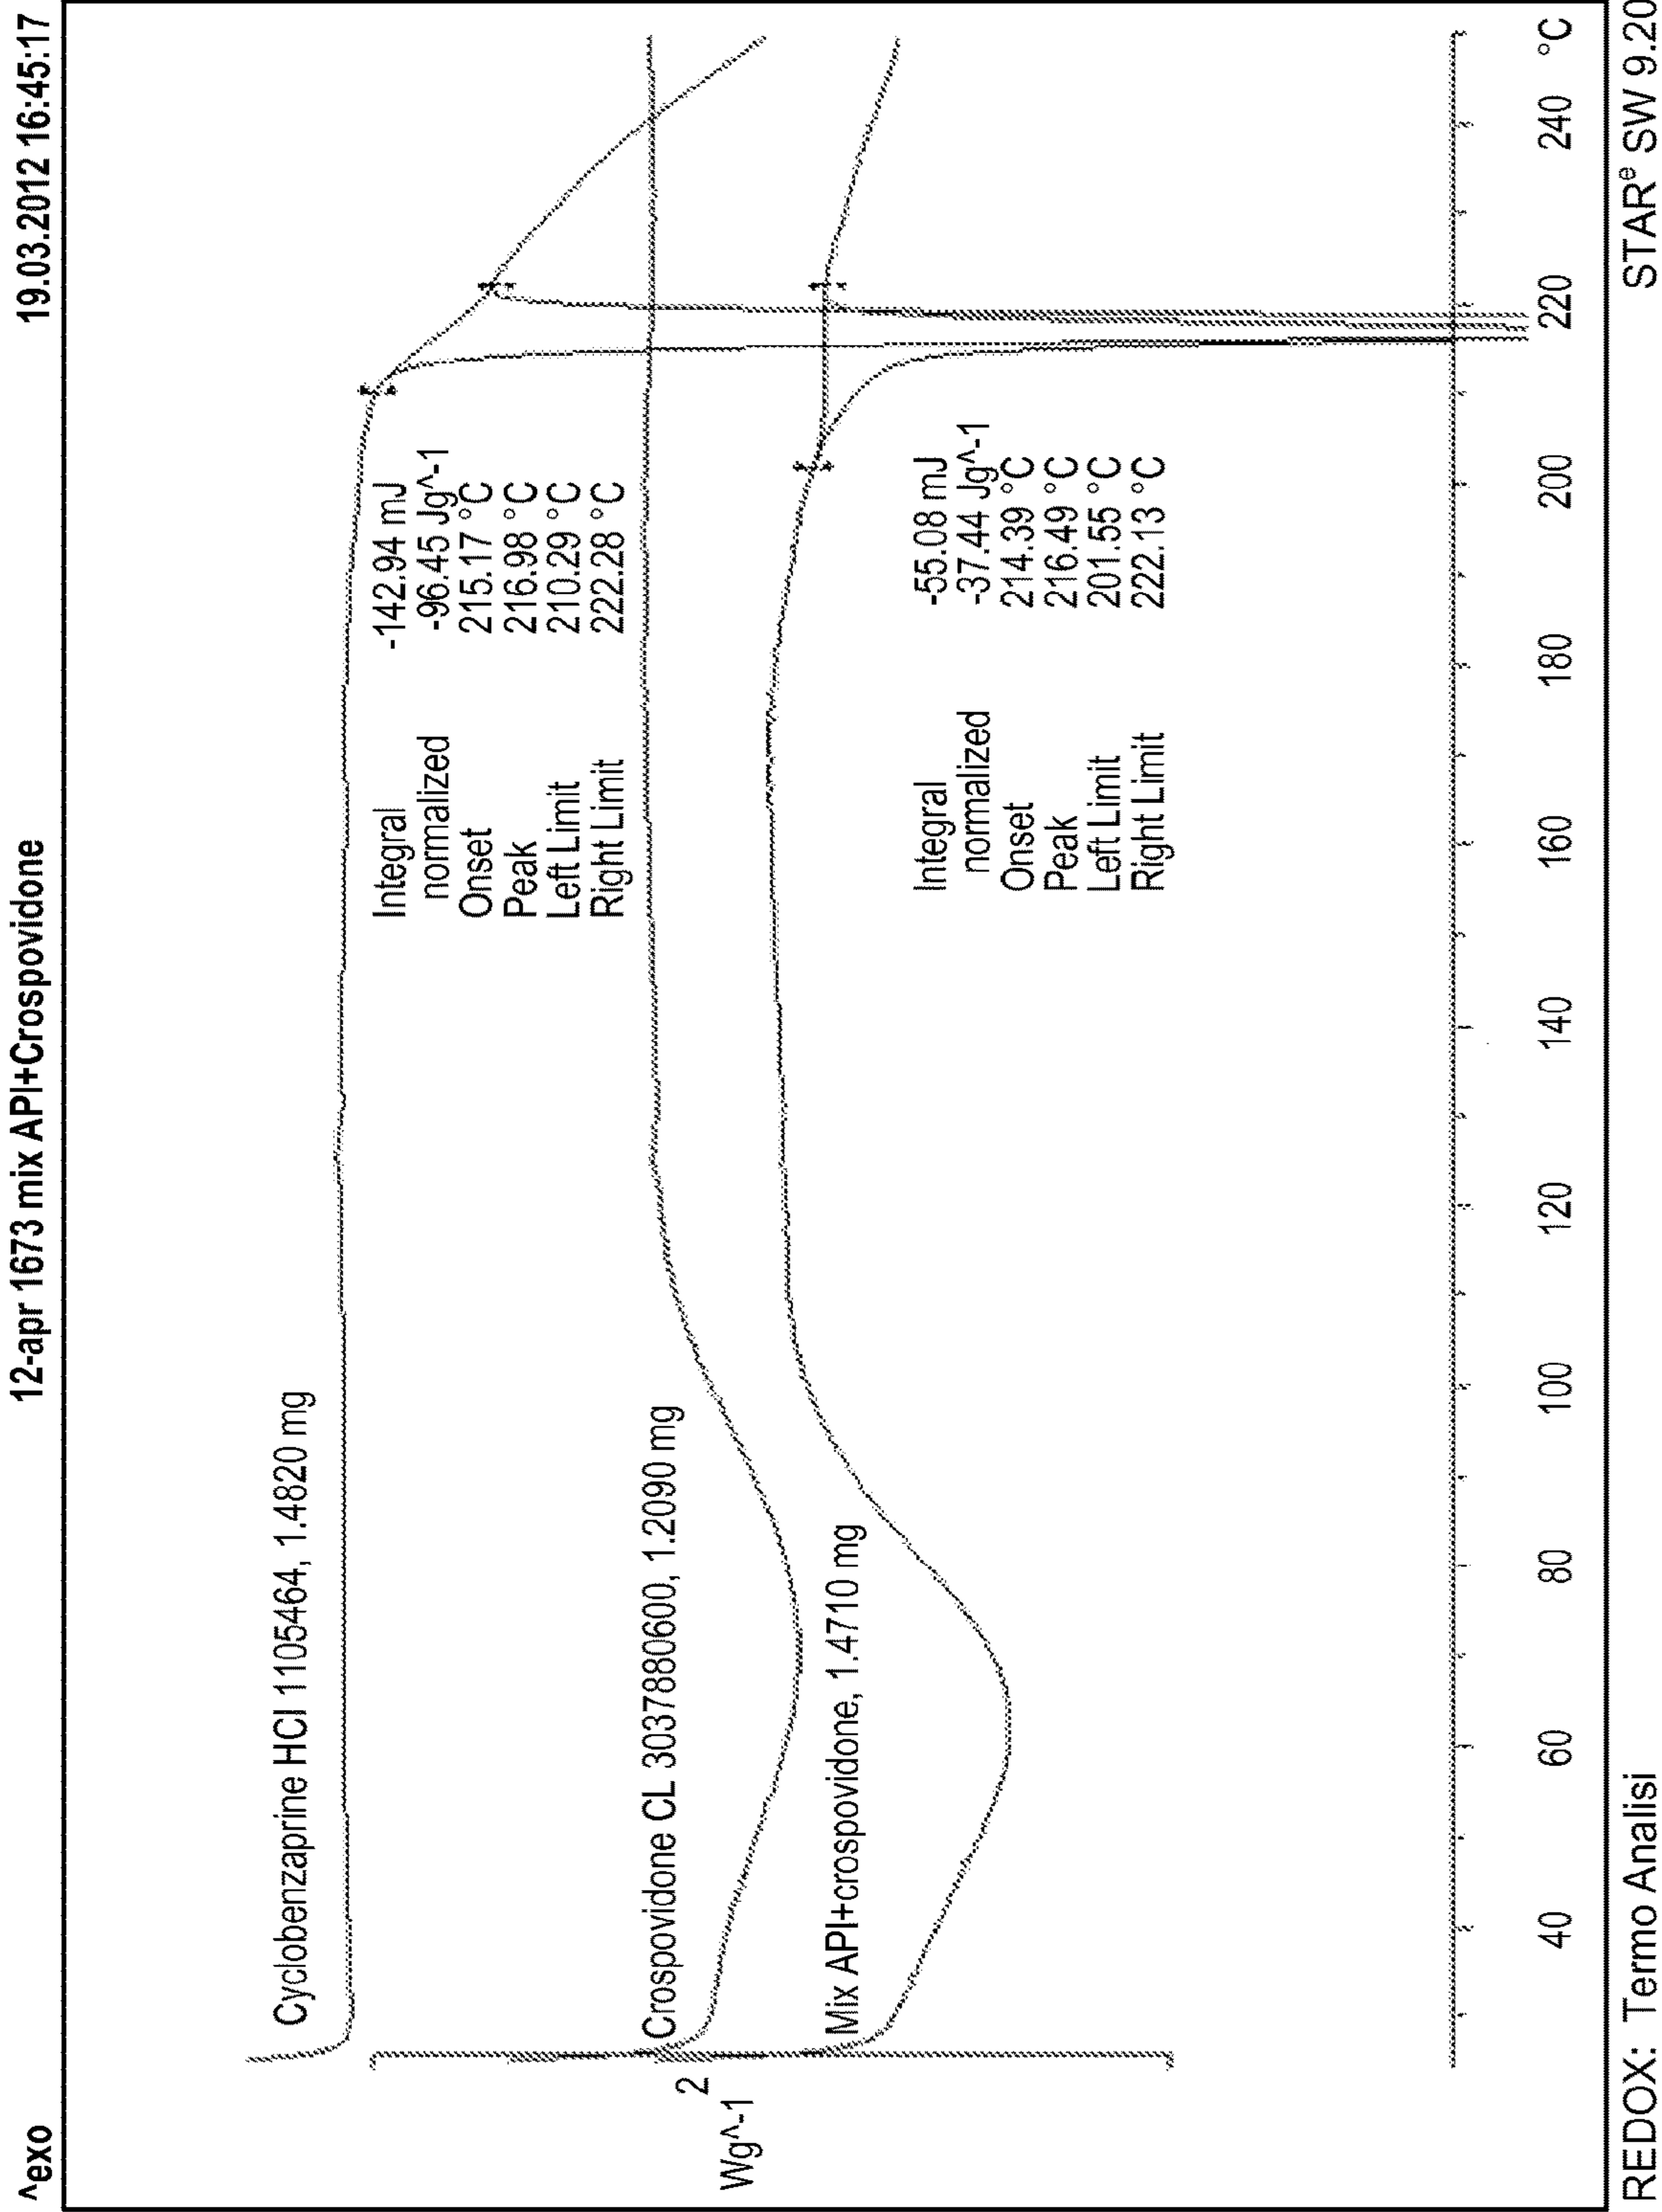 ^exo 12-apr 1673 mix API+Crospovidone 19.03.2012 16:45:17
Cyclobenzaprine HCl 105464, 1.4820 mg
Integral -142.94 mJ
normalized -96.45 Jg^-1
Onset 215.17 °C
Peak 216.98 °C
Left Limit 210.29 °C
Right Limit 222.28 °C
Crospovidone CL 3037880600, 1.2090 mg
2
Wg^-1
Mix API+crospovidone, 1.4710 mg
Integral -55.08 mJ
normalized -37.44 Jg^-1
Onset 214.39 °C
Peak 216.49 °C
Left Limit 201.55 °C
Right Limit 222.13 °C
40 60 80 100 120 140 160 180 200 220 240 °C
REDOX: Termo Analisi STARe SW 9.20